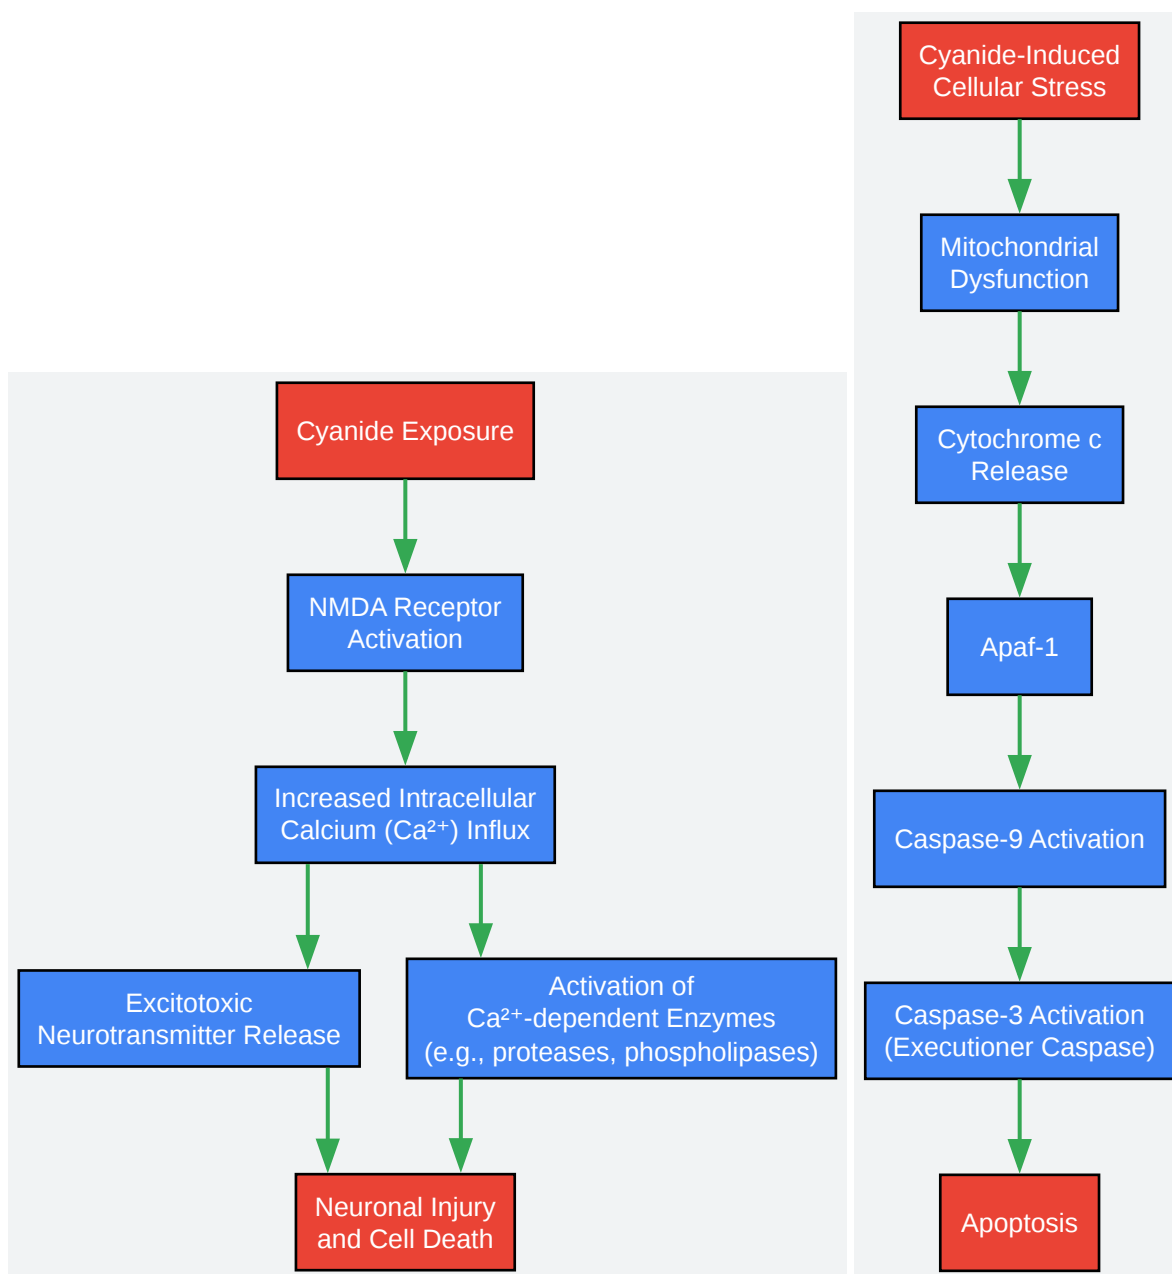 Cyanide Exposure
NMDA Receptor
Activation
Increased Intracellular
Calcium (Ca²⁺) Influx
Excitotoxic
Neurotransmitter Release
Activation of
Ca²⁺-dependent Enzymes
(e.g., proteases, phospholipases)
Neuronal Injury
and Cell Death
Cyanide-Induced
Cellular Stress
Mitochondrial
Dysfunction
Cytochrome c
Release
Apaf-1
Caspase-9 Activation
Caspase-3 Activation
(Executioner Caspase)
Apoptosis